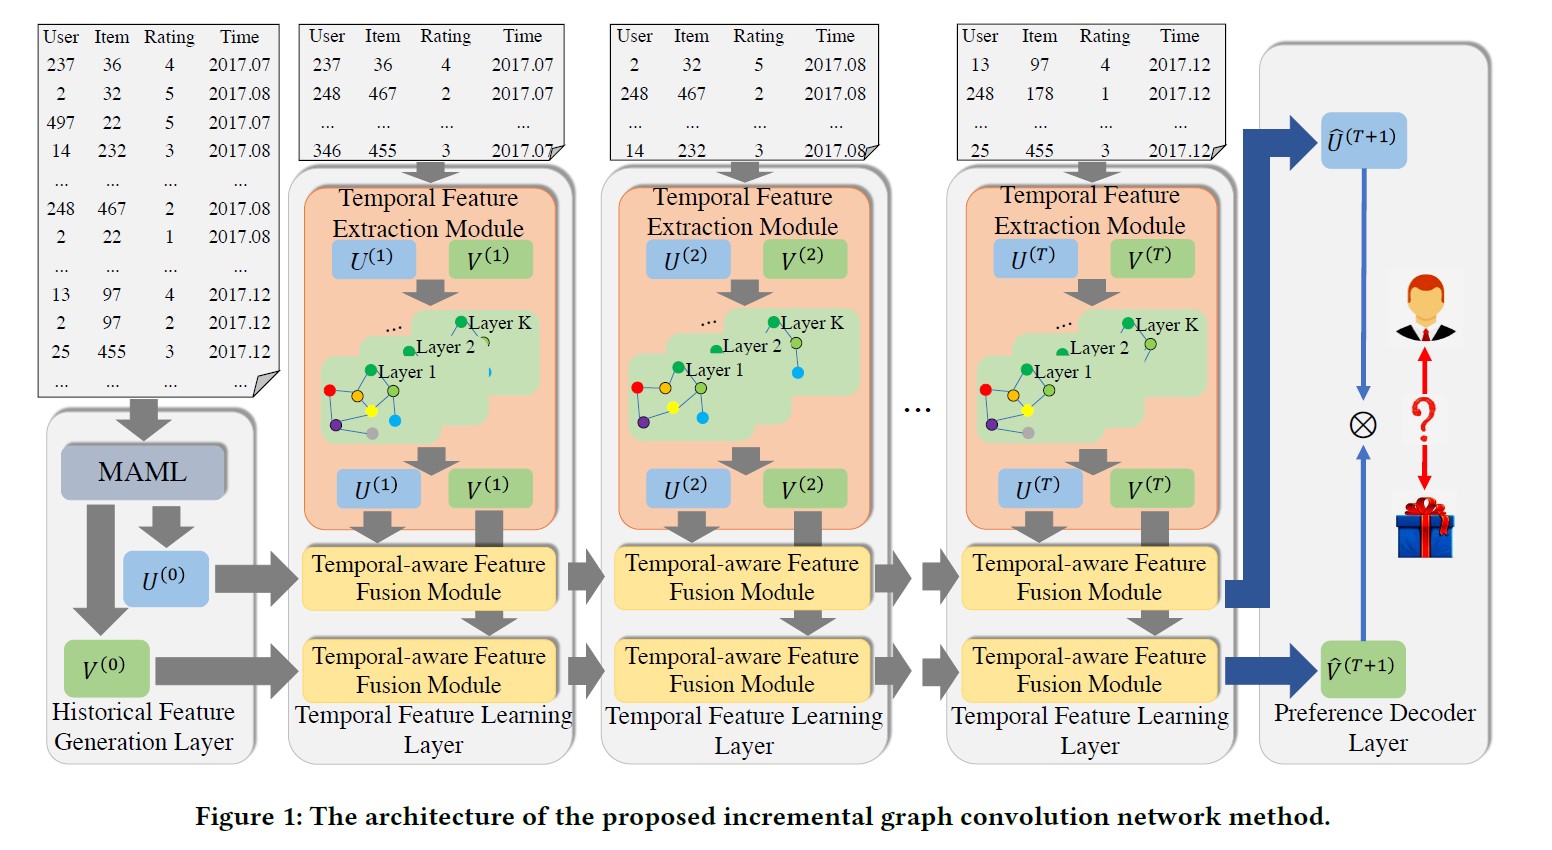 User Item Rating Time
237 36 4 2017.07
2 32 5 2017.08
497 22 5 2017.07
14 232 3 2017.08
... ... ... ...
248 467 2 2017.08
2 22 1 2017.08
... ... ... ...
13 97 4 2017.12
2 97 2 2017.12
25 455 3 2017.12
... ... ... ...
MAML
U(0)
V(0)
Historical Feature
Generation Layer
User Item Rating Time
237 36 4 2017.07
248 467 2 2017.07
... ... ... ...
346 455 3 2017.07
Temporal Feature
Extraction Module
U(1) V(1)
... Layer K
Layer 2
Layer 1
U(1) V(1)
Temporal-aware Feature
Fusion Module
Temporal-aware Feature
Fusion Module
Temporal Feature Learning
Layer
User Item Rating Time
2 32 5 2017.08
248 467 2 2017.08
... ... ... ...
14 232 3 2017.08
Temporal Feature
Extraction Module
U(2) V(2)
... Layer K
Layer 2
Layer 1
U(2) V(2)
Temporal-aware Feature
Fusion Module
Temporal-aware Feature
Fusion Module
Temporal Feature Learning
Layer
...
User Item Rating Time
13 97 4 2017.12
248 178 1 2017.12
... ... ... ...
25 455 3 2017.12
Temporal Feature
Extraction Module
U(T) V(T)
... Layer K
Layer 2
Layer 1
U(T) V(T)
Temporal-aware Feature
Fusion Module
Temporal-aware Feature
Fusion Module
Temporal Feature Learning
Layer
Û(T+1)
⊗
?
V̂(T+1)
Preference Decoder
Layer
Figure 1: The architecture of the proposed incremental graph convolution network method.